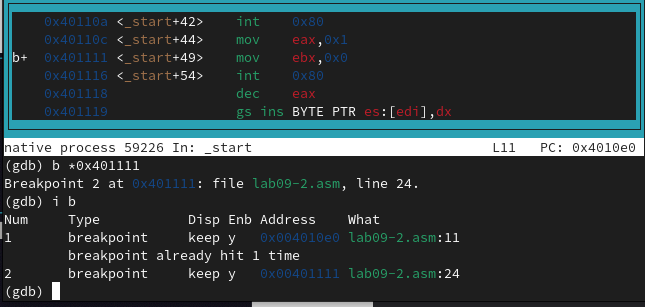 0x40110a <_start+42> int 0x80
0x40110c <_start+44> mov eax,0x1
b+ 0x401111 <_start+49> mov ebx,0x0
0x401116 <_start+54> int 0x80
0x401118 dec eax
0x401119 gs ins BYTE PTR es:[edi],dx
native process 59226 In: _start L11 PC: 0x4010e0
(gdb) b *0x401111
Breakpoint 2 at 0x401111: file lab09-2.asm, line 24.
(gdb) i b
Num Type Disp Enb Address What
1 breakpoint keep y 0x004010e0 lab09-2.asm:11
breakpoint already hit 1 time
2 breakpoint keep y 0x00401111 lab09-2.asm:24
(gdb)